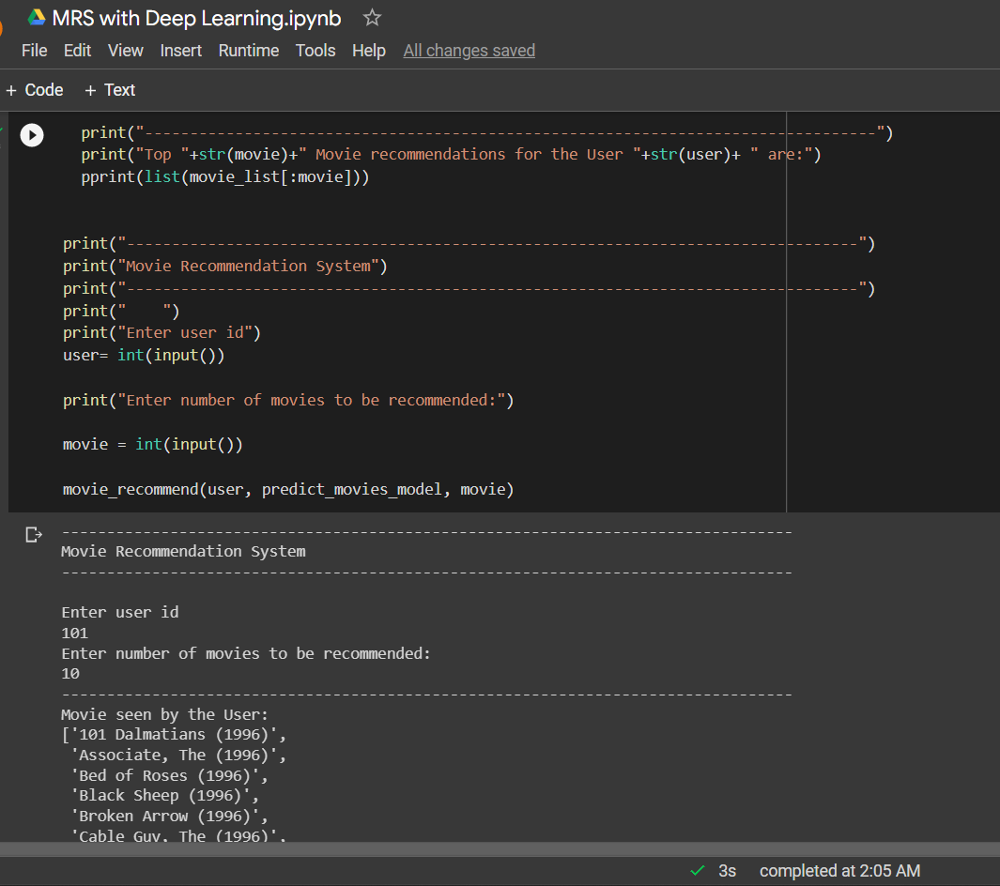 MRS with Deep Learning.ipynb
File Edit View Insert Runtime Tools Help All changes saved
+ Code + Text
print("---------------------------------------------------------------------------------")
print("Top "+str(movie)+" Movie recommendations for the User "+str(user)+ " are:")
pprint(list(movie_list[:movie]))
print("---------------------------------------------------------------------------------")
print("Movie Recommendation System")
print("---------------------------------------------------------------------------------")
print("    ")
print("Enter user id")
user= int(input())
print("Enter number of movies to be recommended:")
movie = int(input())
movie_recommend(user, predict_movies_model, movie)
---------------------------------------------------------------------------------
Movie Recommendation System
---------------------------------------------------------------------------------
Enter user id
101
Enter number of movies to be recommended:
10
---------------------------------------------------------------------------------
Movie seen by the User:
['101 Dalmatians (1996)',
'Associate, The (1996)',
'Bed of Roses (1996)',
'Black Sheep (1996)',
'Broken Arrow (1996)',
'Cable Guy, The (1996)',
3s completed at 2:05 AM